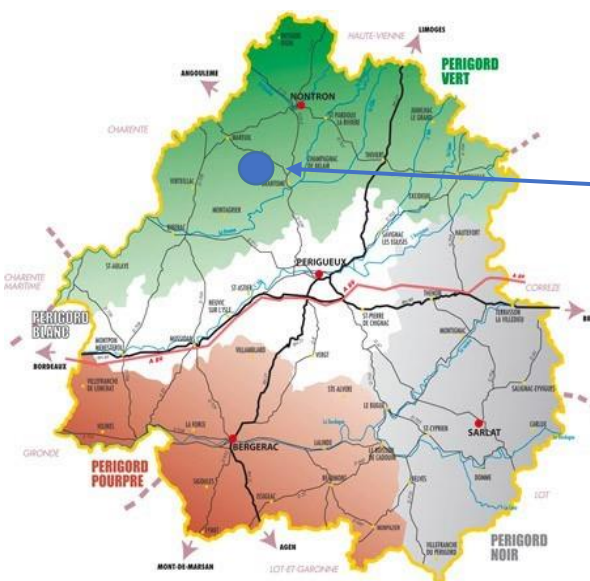 LIMOGES
HAUTE-VIENNE
PERIGORD
VERT
ANGOULEME
NONTRON
ST PARDOUX
LA RIVIERE
JUMILHAC
LE GRAND
CHARENTE
MAREUIL
CHAMPAGNAC
DE BELAIR
THIVIERS
VERTEILLAC
BRANTOME
MONTAGRIER
EXCIDEUIL
RIBERAC
SAVIGNAC
LES EGLISES
HAUTEFORT
ST-AULAYE
PERIGUEUX
CHARENTE
MARITIME
ST-ASTIER
A 89
CORREZE
PERIGORD
BLANC
NEUVIC
SUR L'ISLE
THENON
TERRASSON
LA VILLEDIEU
ST-PIERRE
DE CHIGNAC
MONTPON
MENESTEROL
MUSSIDAN
MONTIGNAC
BORDEAUX
A 89
VILLAMBLARD
VERGT
VILLEFRANCHE
DE LONCHAT
STE ALVERE
SALIGNAC-EYVIGUES
LE BUGUE
VELINES
LA FORCE
ST-CYPRIEN
SARLAT
CARLUX
GIRONDE
BERGERAC
LALINDE
LE BUISSON
DE CADOUIN
PERIGORD
POURPRE
DOMME
SIGOULES
BEAUMONT
BELVES
LOT
ISSIGEAC
EYMET
MONPAZIER
PERIGORD
NOIR
AGEN
VILLEFRANCHE
DU PERIGORD
MONT-DE-MARSAN
LOT-ET-GARONNE